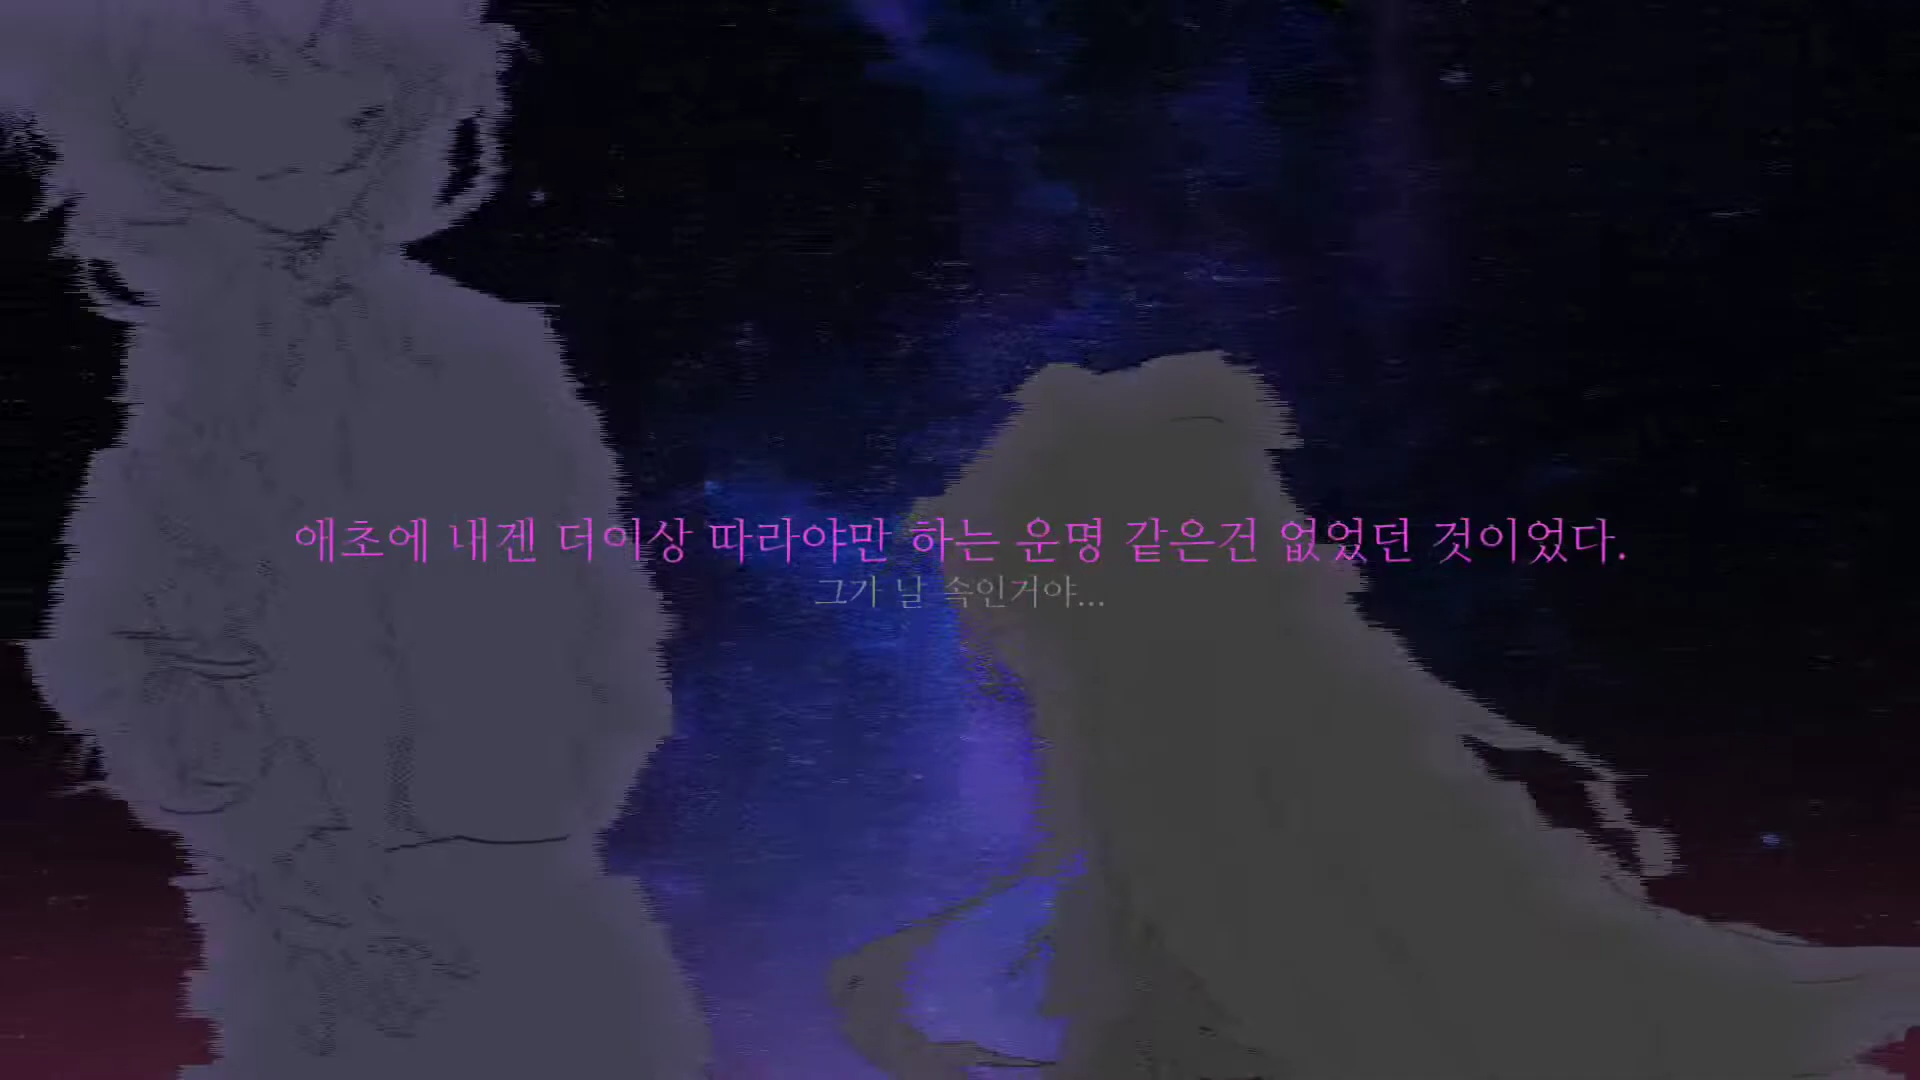 애초에 내겐 더이상 따라야만 하는 운명 같은건 없었던 것이었다.
그가 날 속인거야...